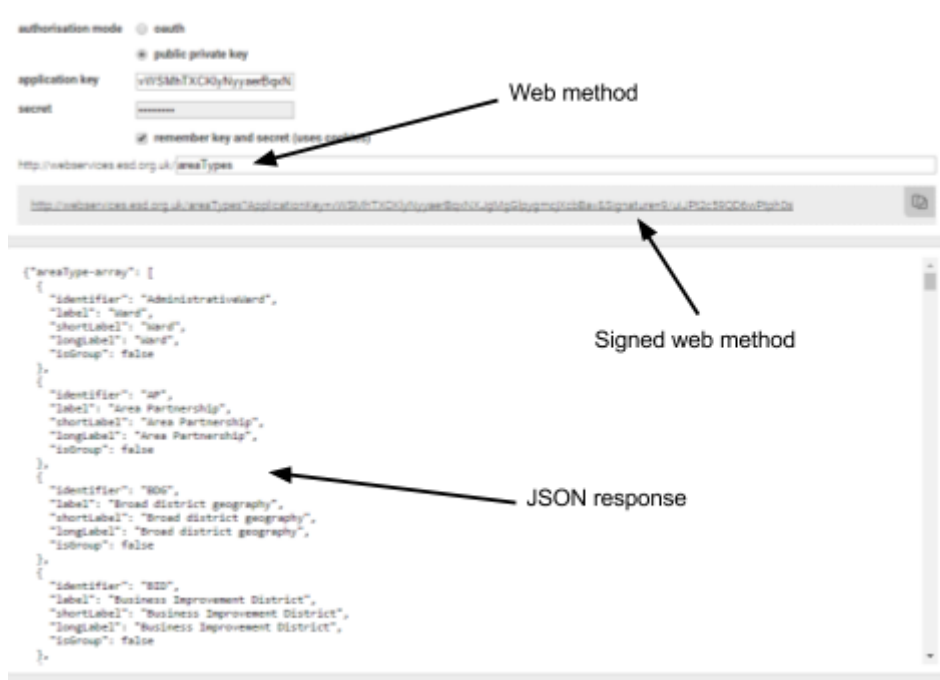 authorisation mode oauth
public private key
application key
Web method
secret
remember key and secret (uses cookies)
http://webservices.esd.org.uk/ areaTypes
Signed web method
{"areaType-array": [
{
"identifier": "AdministrativeWard",
"label": "Ward",
"shortLabel": "Ward",
"longLabel": "Ward",
"isGroup": false
},
{
"identifier": "AP",
"label": "Area Partnership",
"shortLabel": "Area Partnership",
"longLabel": "Area Partnership",
"isGroup": false
},
{
"identifier": "BDG",
"label": "Broad district geography",
"shortLabel": "Broad district geography",
"longLabel": "Broad district geography",
"isGroup": false
},
JSON response
{
"identifier": "BID",
"label": "Business Improvement District",
"shortLabel": "Business Improvement District",
"longLabel": "Business Improvement District",
"isGroup": false
},